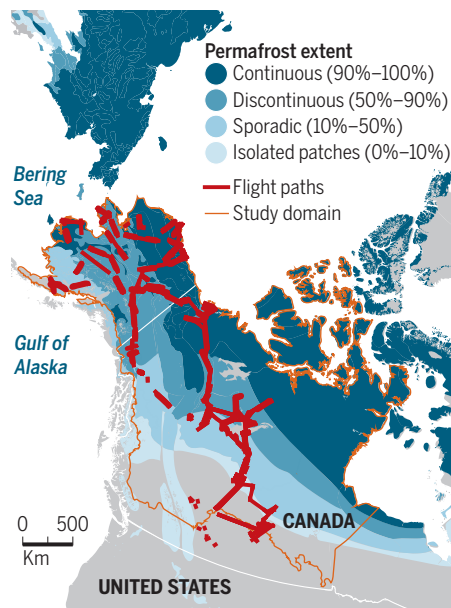 Permafrost extent
Continuous (90%–100%)
Discontinuous (50%–90%)
Sporadic (10%–50%)
Isolated patches (0%–10%)
Flight paths
Study domain
Bering
Sea
Gulf of
Alaska
0 500
Km
CANADA
UNITED STATES